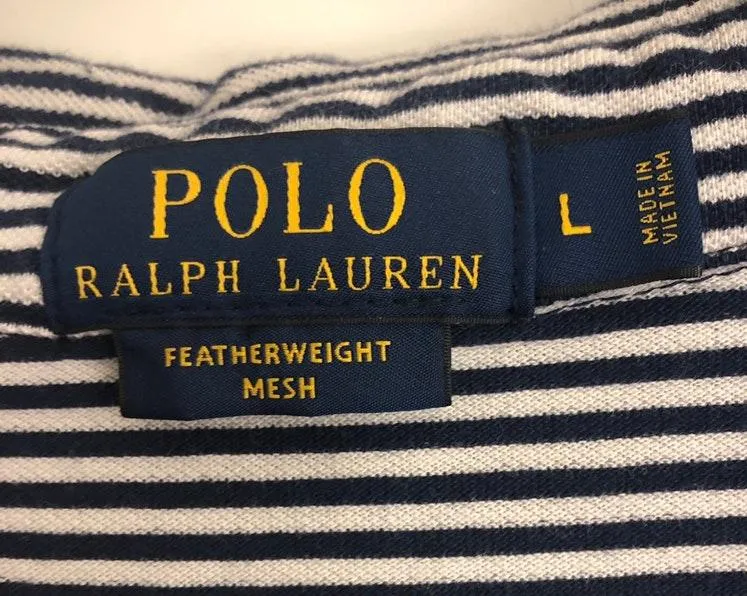 POLO
RALPH LAUREN
FEATHERWEIGHT
MESH
L
MADE IN
VIETNAM